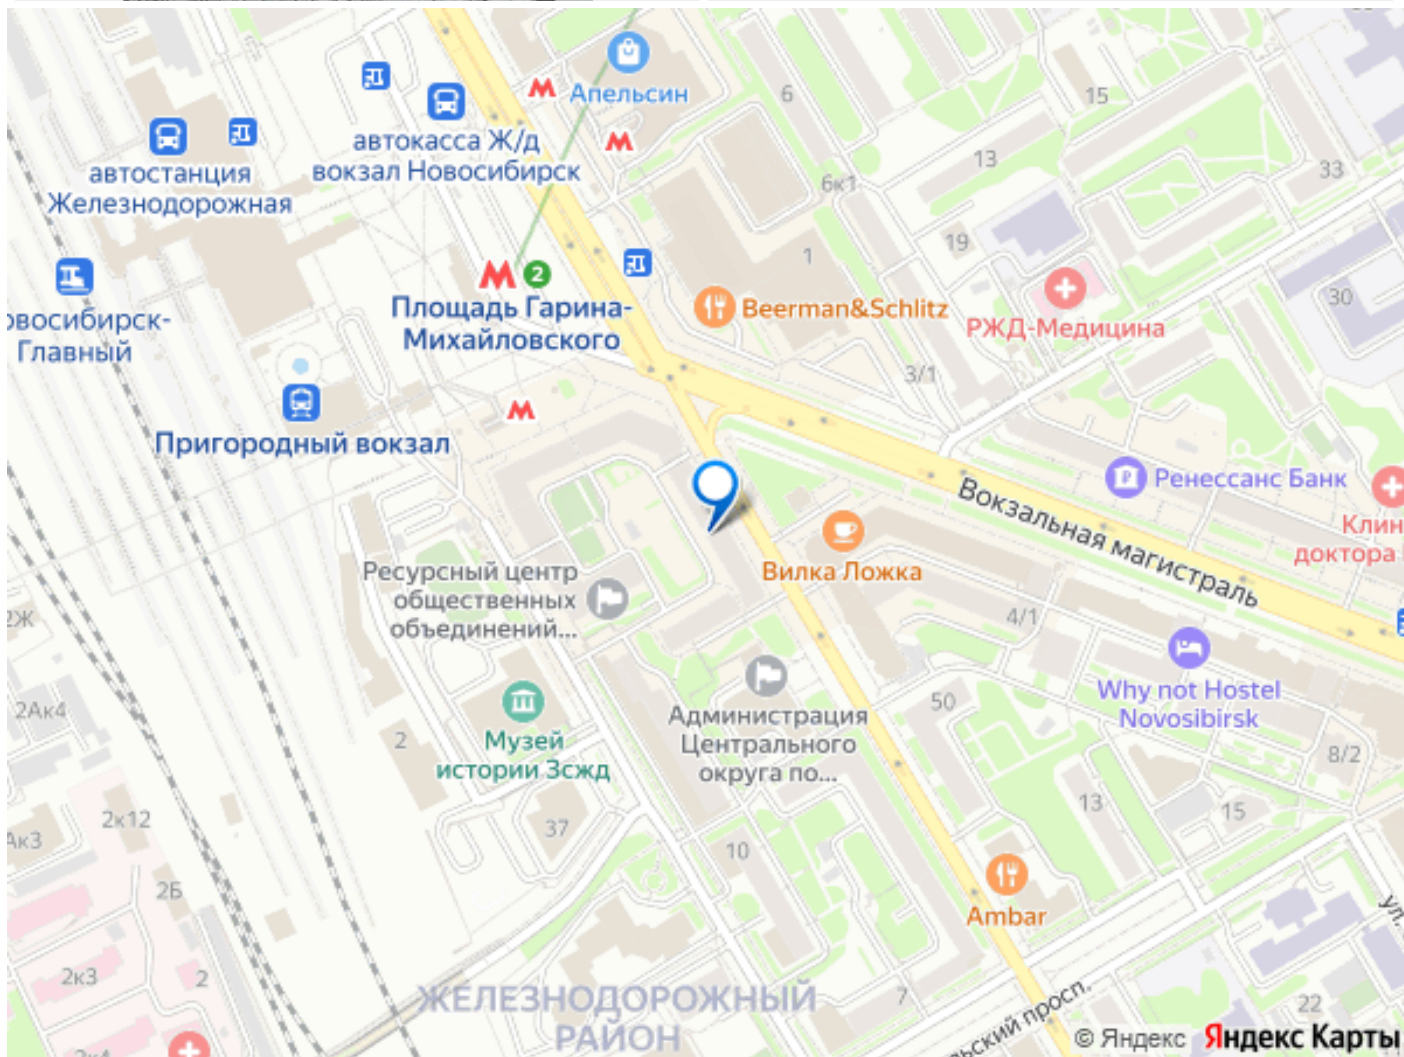 Апельсин
6
15
автокасса Ж/д
вокзал Новосибирск
автостанция
Железнодорожная
13
33
6к1
19
1
2
Площадь Гарина-
Михайловского
Beerman&Schlitz
РЖД-Медицина
30
овосибирск-
Главный
3/1
Пригородный вокзал
Ренессанс Банк
Вокзальная магистраль
Клин
доктора
Вилка Ложка
Ресурсный центр
общественных
объединений...
2Ж
4/1
Why not Hostel
Novosibirsk
50
Администрация
Центрального
округа по...
2Ак4
2
Музей
истории Зсжд
8/2
13
15
2к12
Ак3
37
10
2Б
Ambar
ул.
2к3
2
ЖЕЛЕЗНОДОРОЖНЫЙ
РАЙОН
7
льский просп.
22
2к4
© Яндекс Яндекс Карты